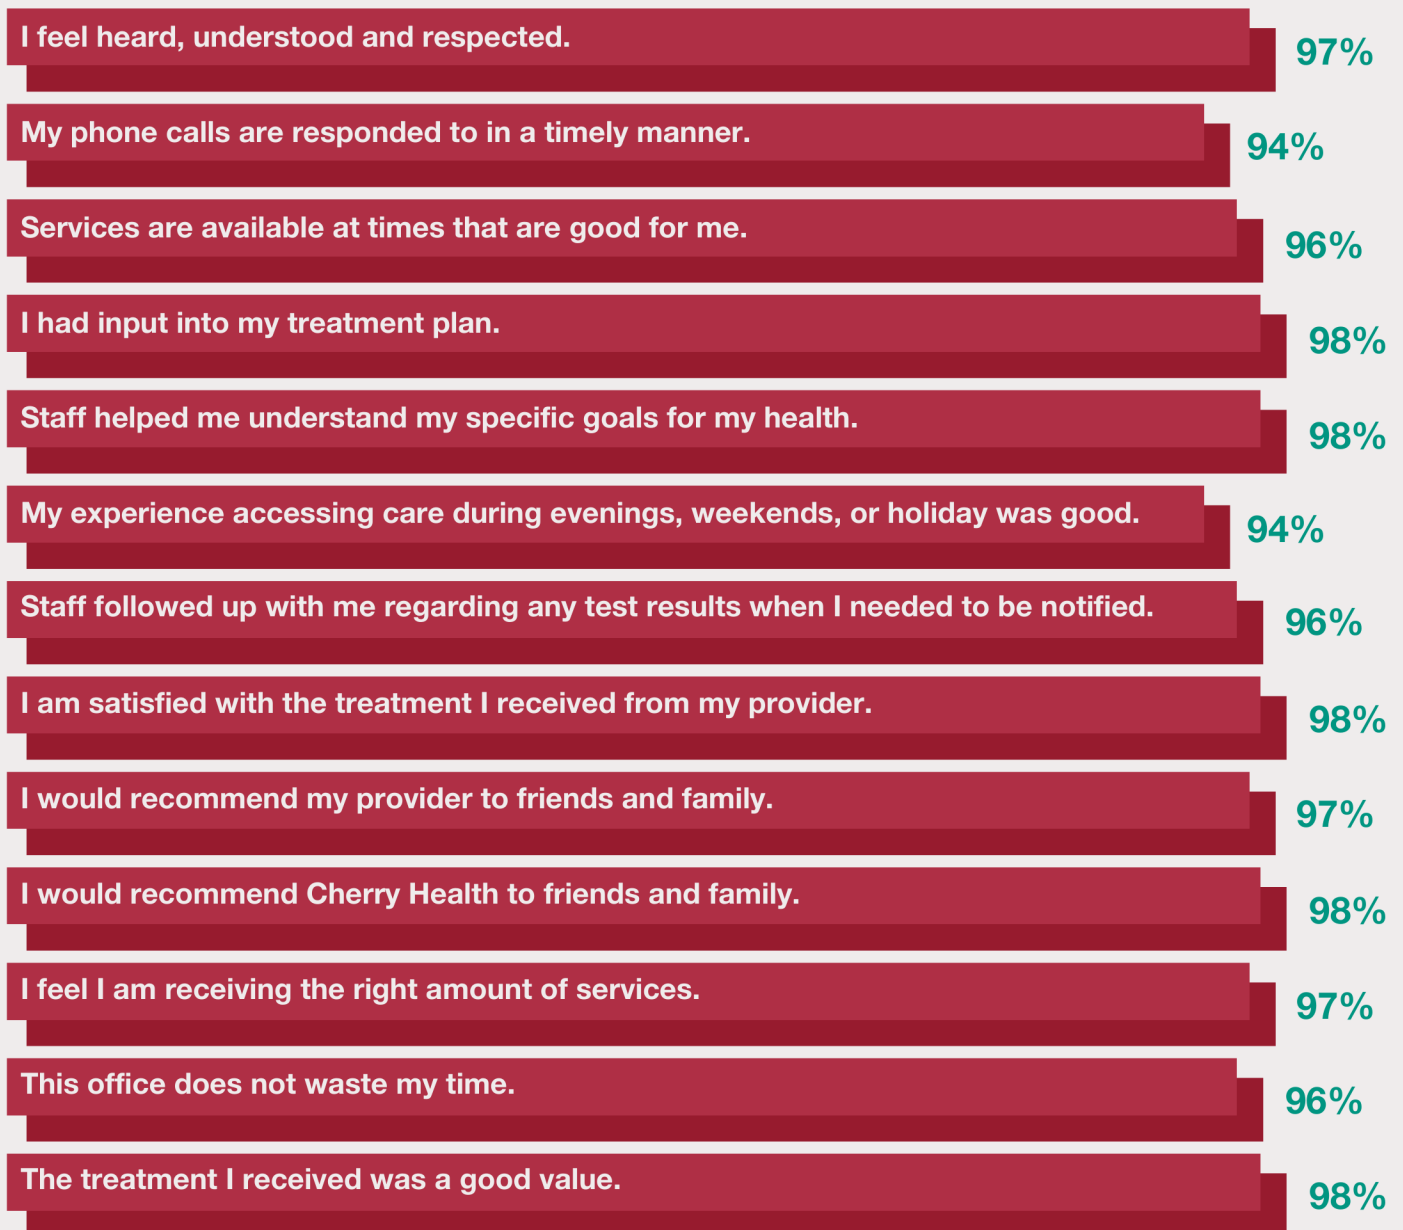 I feel heard, understood and respected.
97%
My phone calls are responded to in a timely manner.
94%
Services are available at times that are good for me.
96%
I had input into my treatment plan.
98%
Staff helped me understand my specific goals for my health.
98%
My experience accessing care during evenings, weekends, or holiday was good.
94%
Staff followed up with me regarding any test results when I needed to be notified.
96%
I am satisfied with the treatment I received from my provider.
98%
I would recommend my provider to friends and family.
97%
I would recommend Cherry Health to friends and family.
98%
I feel I am receiving the right amount of services.
97%
This office does not waste my time.
96%
The treatment I received was a good value.
98%